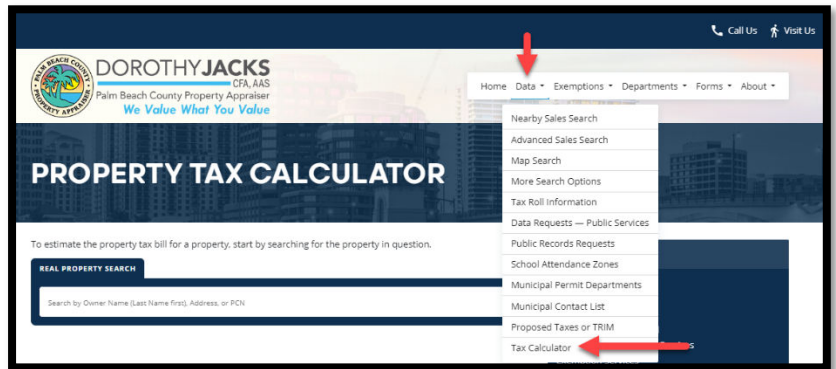 Call Us Visit Us
PALM BEACH COUNTY
PROPERTY APPRAISER
DOROTHYJACKS
CFA, AAS
Palm Beach County Property Appraiser
We Value What You Value
Home Data Exemptions Departments Forms About
Nearby Sales Search
Advanced Sales Search
Map Search
More Search Options
Tax Roll Information
Data Requests — Public Services
Public Records Requests
School Attendance Zones
Municipal Permit Departments
Municipal Contact List
Proposed Taxes or TRIM
Tax Calculator
PROPERTY TAX CALCULATOR
To estimate the property tax bill for a property, start by searching for the property in question.
REAL PROPERTY SEARCH
Search by Owner Name (Last Name first), Address, or PCN